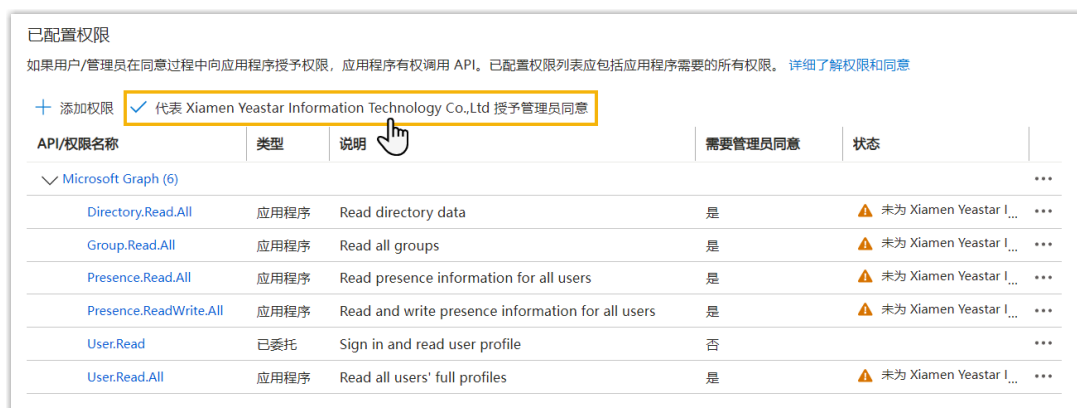 已配置权限
如果用户/管理员在同意过程中向应用程序授予权限，应用程序有权调用 API。已配置权限列表应包括应用程序需要的所有权限。 详细了解权限和同意
添加权限 代表 Xiamen Yeastar Information Technology Co.,Ltd 授予管理员同意
API/权限名称 类型 说明 需要管理员同意 状态
Microsoft Graph (6) ...
Directory.Read.All 应用程序 Read directory data 是 未为 Xiamen Yeastar I... ...
Group.Read.All 应用程序 Read all groups 是 未为 Xiamen Yeastar I... ...
Presence.Read.All 应用程序 Read presence information for all users 是 未为 Xiamen Yeastar I... ...
Presence.ReadWrite.All 应用程序 Read and write presence information for all users 是 未为 Xiamen Yeastar I... ...
User.Read 已委托 Sign in and read user profile 否 ...
User.Read.All 应用程序 Read all users' full profiles 是 未为 Xiamen Yeastar I... ...